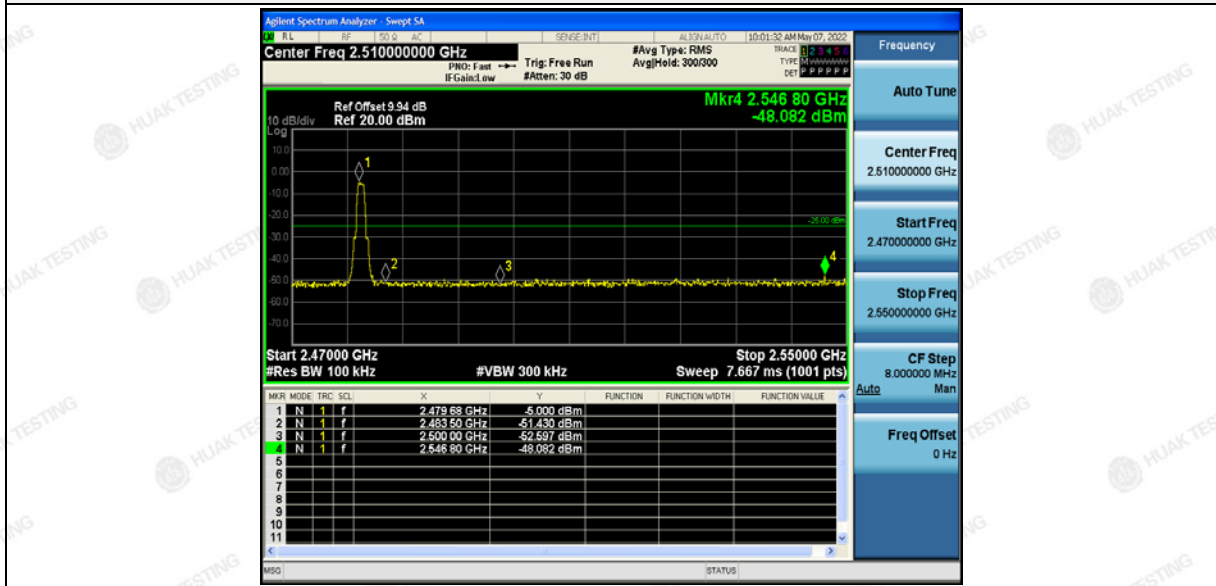 Agilent Spectrum Analyzer - Swept SA
RL RF 50 Ω AC SENSE:INT ALIGN AUTO 10:01:32 AM May 07, 2022
Center Freq 2.510000000 GHz
PNO: Fast
IFGain:Low
Trig: Free Run
#Atten: 30 dB
#Avg Type: RMS
Avg|Hold: 300/300
TRACE 1 2 3 4 5 6
TYPE M W W W W W
DET P P P P P P
Ref Offset 9.94 dB
10 dB/div Ref 20.00 dBm
Log
Mkr4 2.546 80 GHz
-48.082 dBm
10.0
0.00
-10.0
-20.0
-30.0
-40.0
-50.0
-60.0
-70.0
1
2
3
4
-25.00 dBm
Start 2.47000 GHz Stop 2.55000 GHz
#Res BW 100 kHz #VBW 300 kHz Sweep 7.667 ms (1001 pts)
MKR MODE TRC SCL X Y FUNCTION FUNCTION WIDTH FUNCTION VALUE
1 N 1 f 2.479 68 GHz -5.000 dBm
2 N 1 f 2.483 50 GHz -51.430 dBm
3 N 1 f 2.500 00 GHz -52.597 dBm
4 N 1 f 2.546 80 GHz -48.082 dBm
5
6
7
8
9
10
11
MSG STATUS
Frequency
Auto Tune
Center Freq
2.510000000 GHz
Start Freq
2.470000000 GHz
Stop Freq
2.550000000 GHz
CF Step
8.000000 MHz
Auto Man
Freq Offset
0 Hz
HUAK TESTING
HUAK TESTING
HUAK TESTING
HUAK TESTING
HUAK TESTING